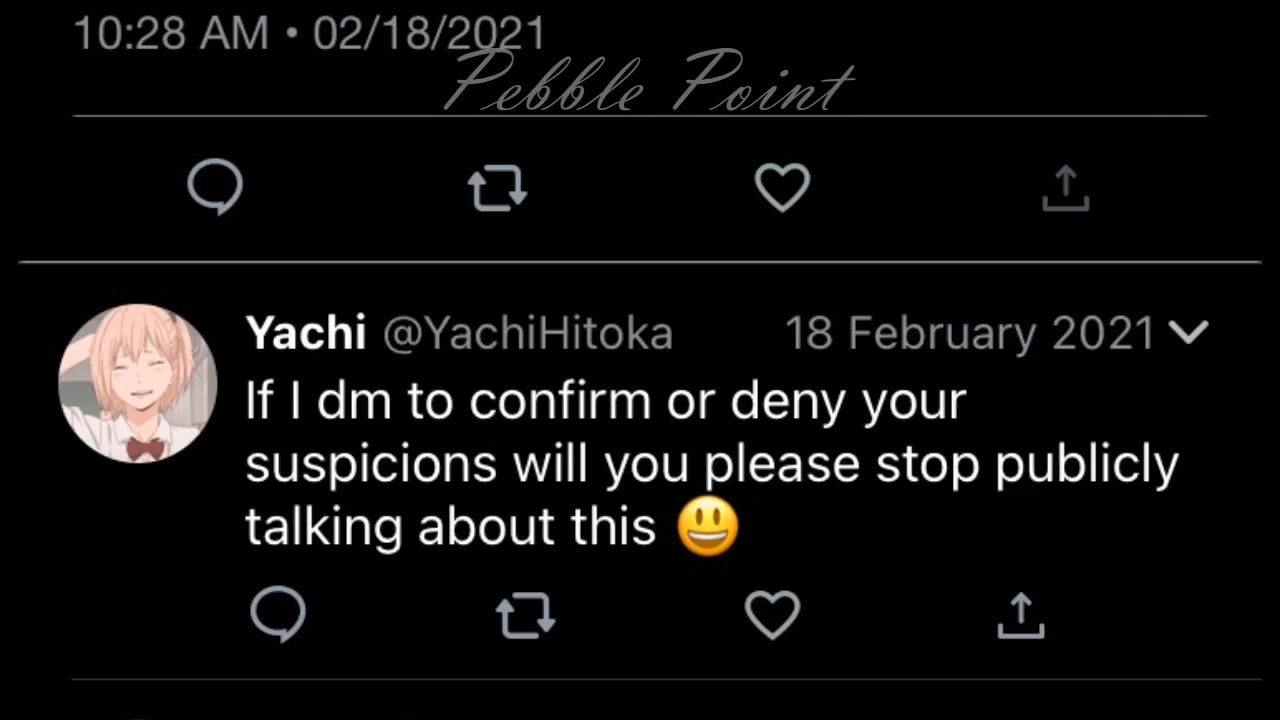 10:28 AM • 02/18/2021
Pebble Point
Yachi @YachiHitoka 18 February 2021
If I dm to confirm or deny your
suspicions will you please stop publicly
talking about this 😃